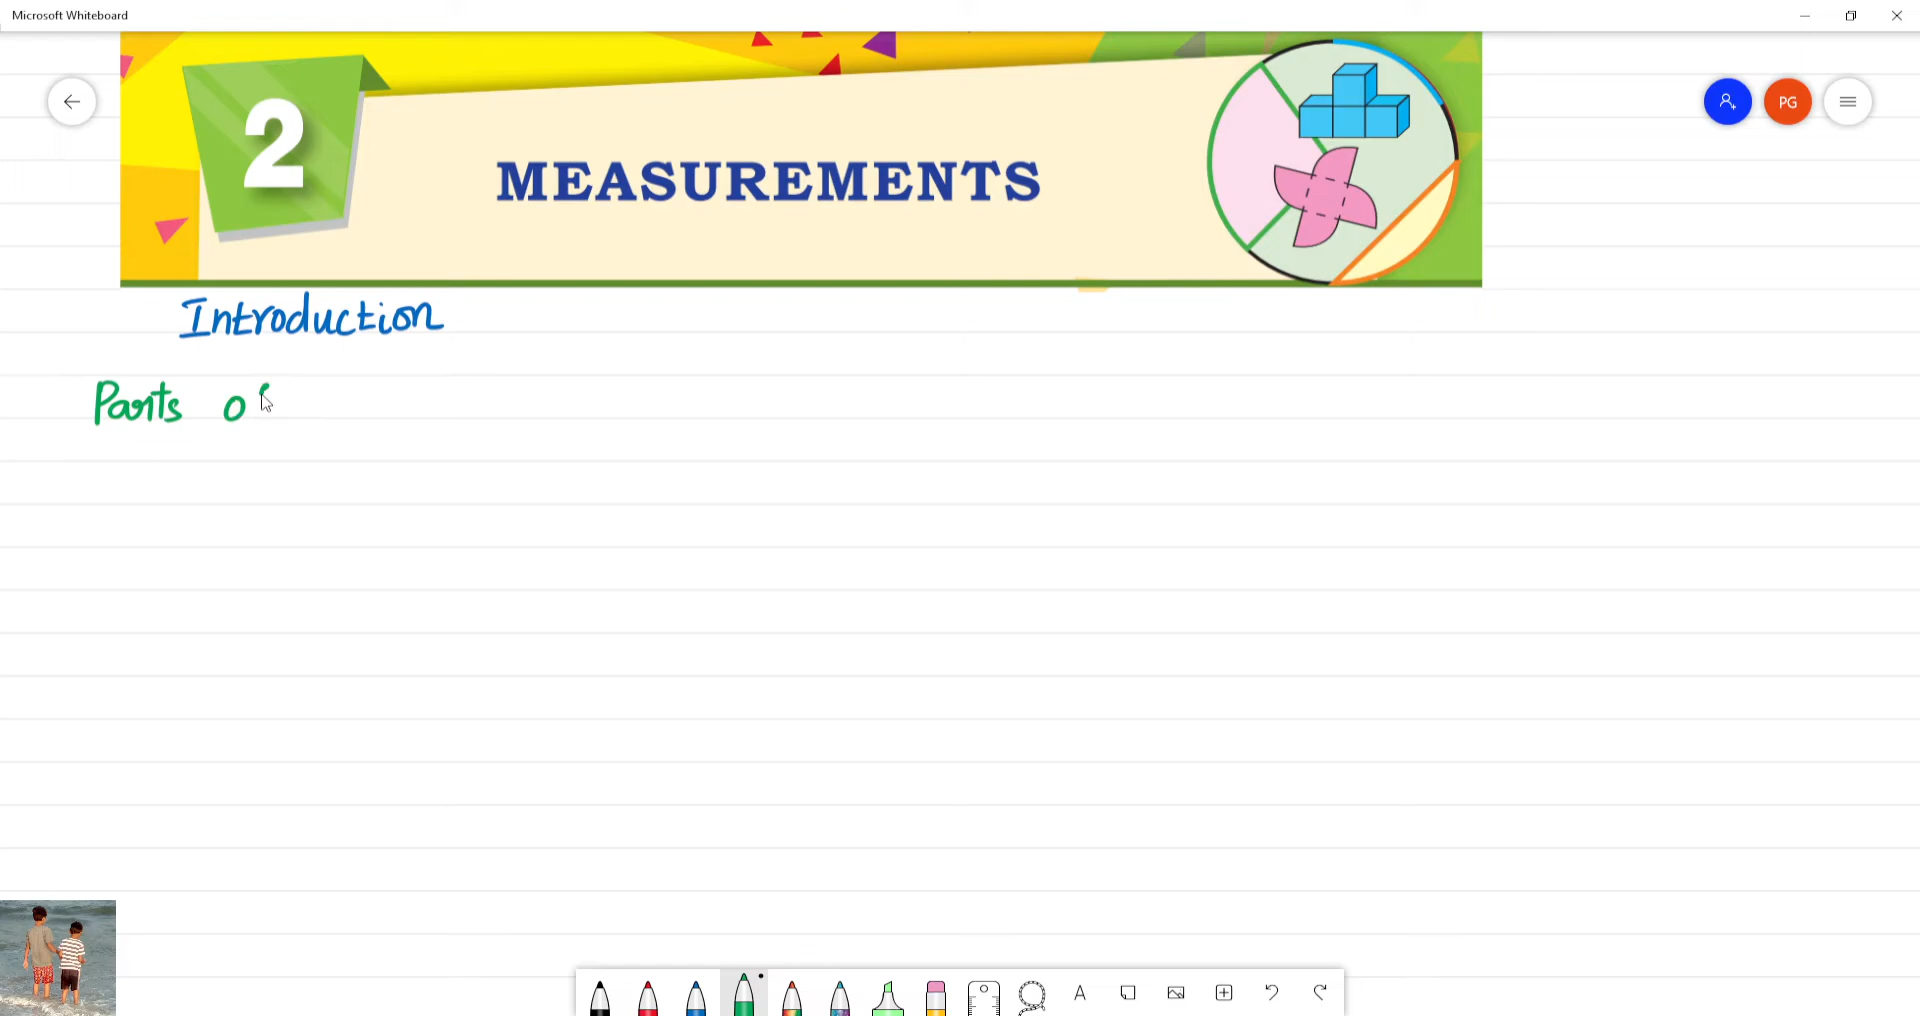 Microsoft Whiteboard
PG
2
MEASUREMENTS
Introduction
Parts o
A